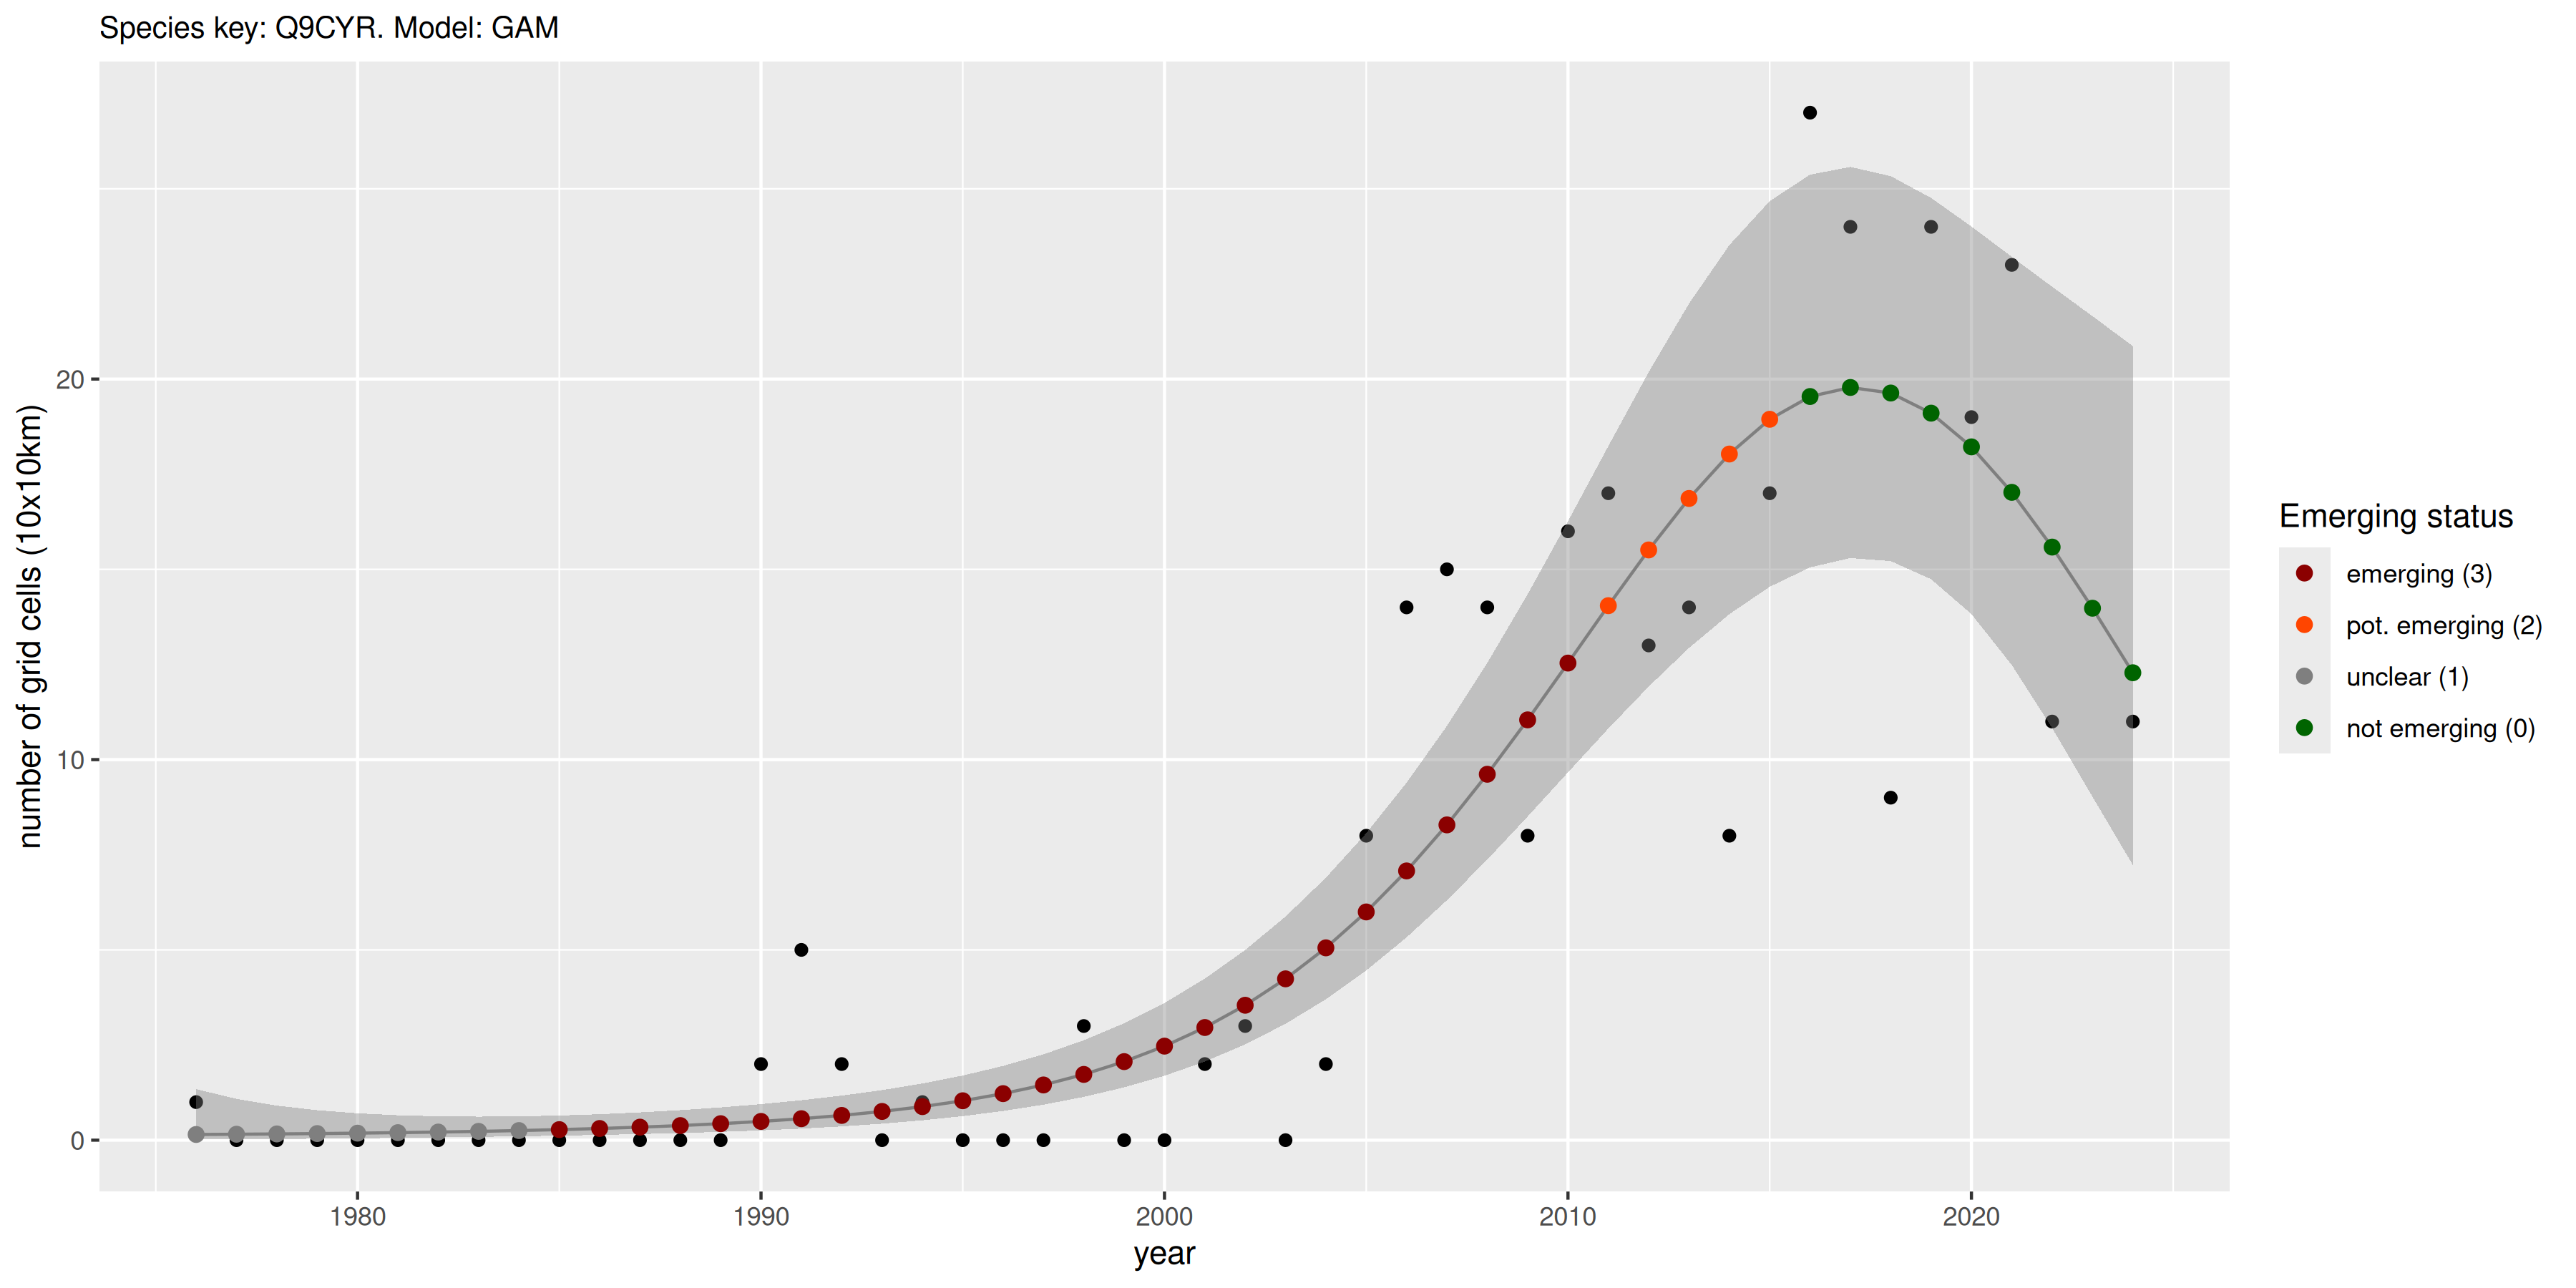 Species key: Q9CYR. Model: GAM
number of grid cells (10x10km)
20
10
0
1980
1990
2000
2010
2020
year
Emerging status
emerging (3)
pot. emerging (2)
unclear (1)
not emerging (0)